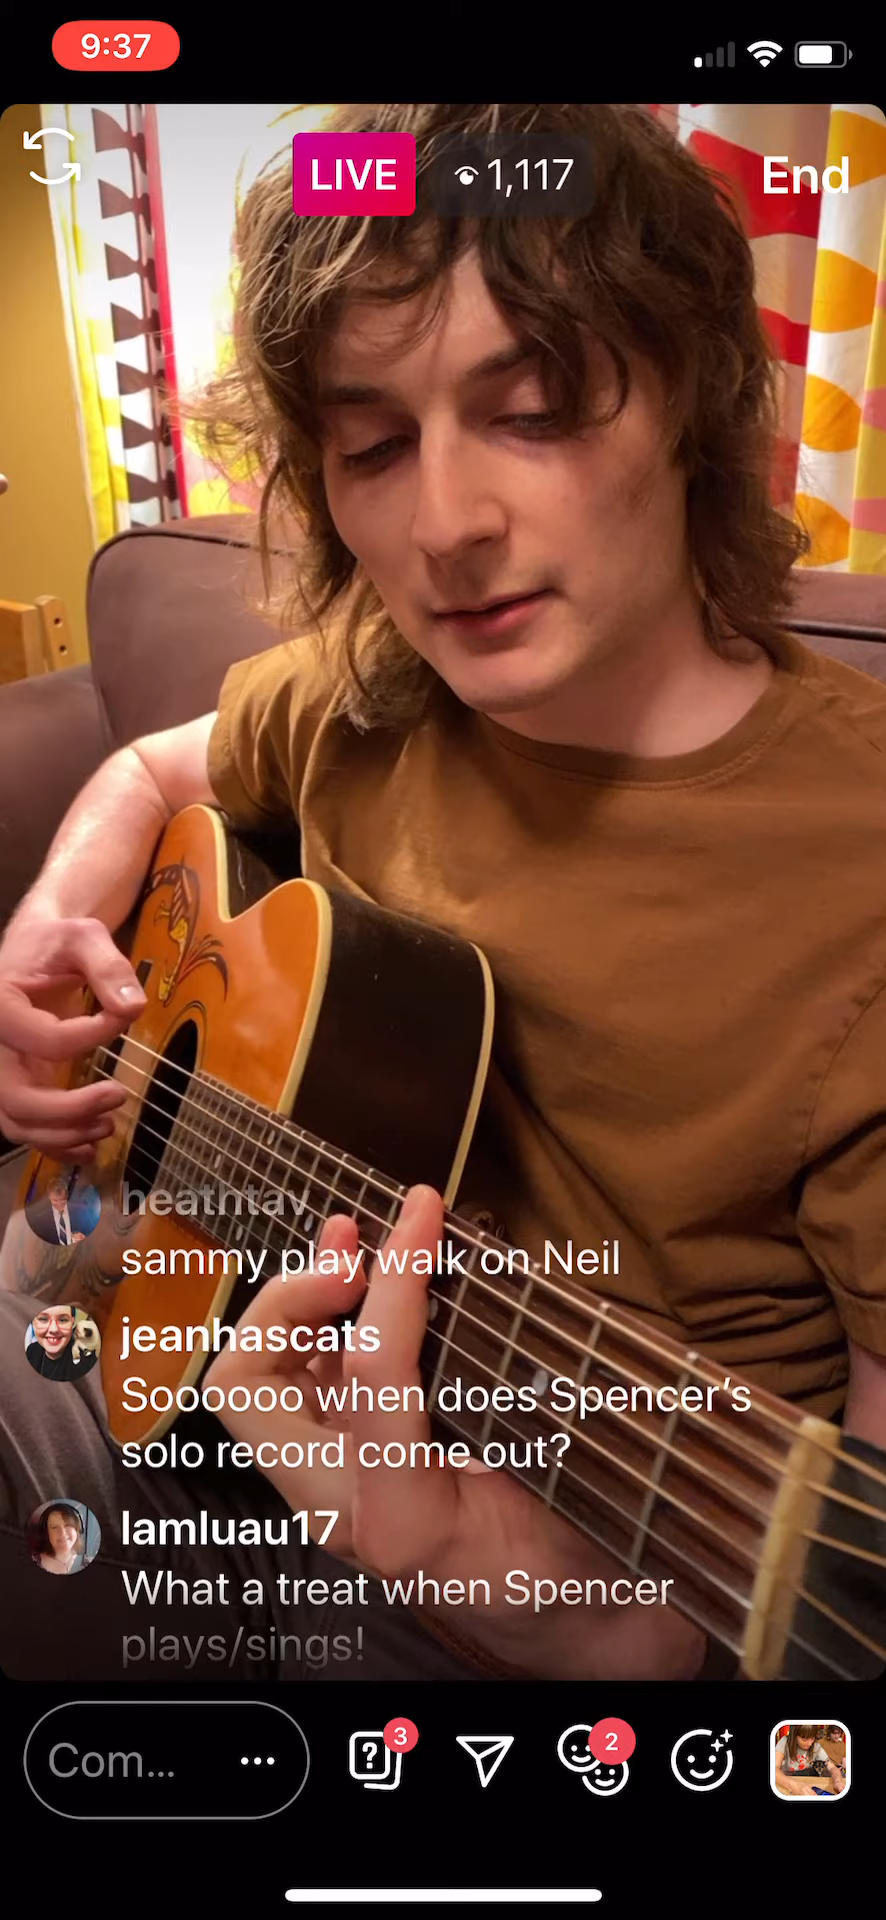 9:37
LIVE
1,117
End
heathtav
sammy play walk on Neil
jeanhascats
Soooooo when does Spencer's
solo record come out?
lamluau17
What a treat when Spencer
plays/sings!
Com...
3
2